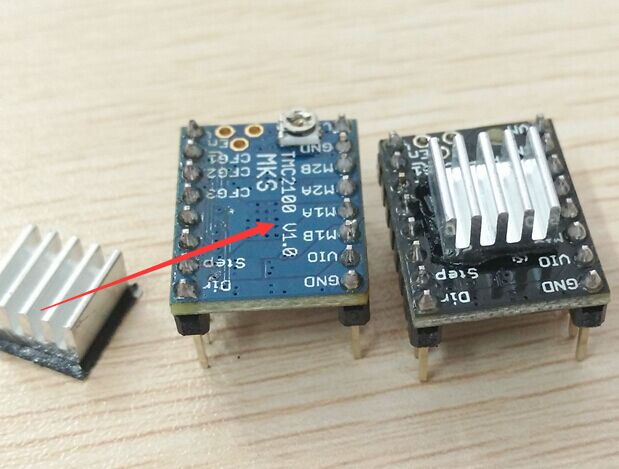 GND
M2B
M2A
M1A
M1B
VIO
GND
CFG1
CFG2
CFG3
Step
Dir
TMC2100 V1.0
MKS
VIO
GND
Step
Dir